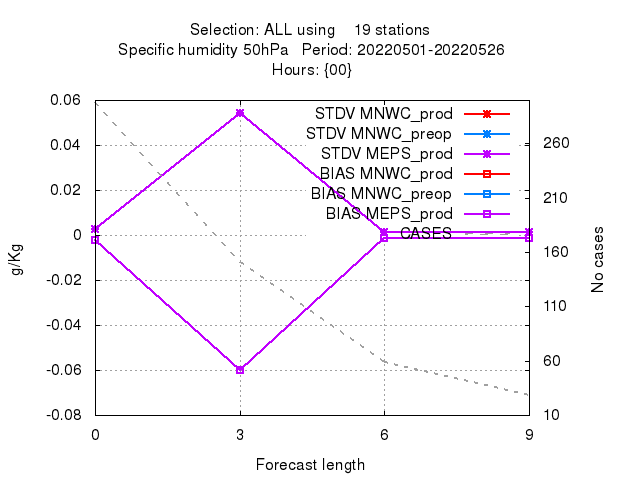 Selection: ALL using 19 stations
Specific humidity 50hPa Period: 20220501-20220526
Hours: {00}
STDV MNWC_prod
STDV MNWC_preop
STDV MEPS_prod
BIAS MNWC_prod
BIAS MNWC_preop
BIAS MEPS_prod
CASES
0.06
0.04
0.02
0
-0.02
-0.04
-0.06
-0.08
g/Kg
260
210
160
110
60
10
No cases
0 3 6 9
Forecast length